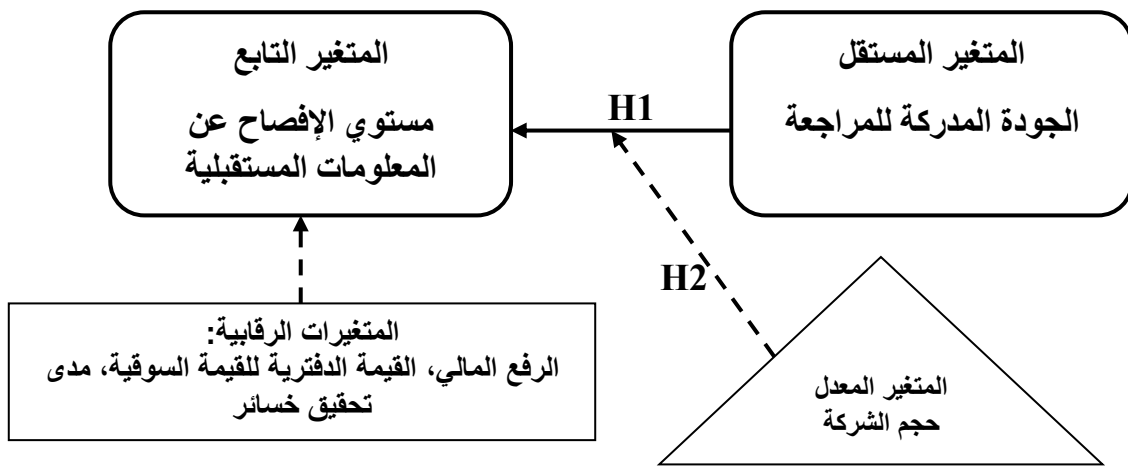 المتغير المستقل
الجودة المدركة للمراجعة
H1
المتغير التابع
مستوي الإفصاح عن
المعلومات المستقبلية
H2
المتغير المعدل
حجم الشركة
المتغيرات الرقابية:
الرفع المالي، القيمة الدفترية للقيمة السوقية، مدى
تحقيق خسائر